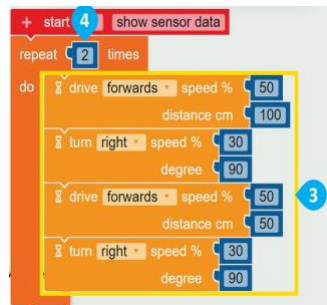 + start 4 show sensor data
repeat 2 times
do drive forwards speed % 50
distance cm 100
turn right speed % 30
degree 90
drive forwards speed % 50
distance cm 50
3
turn right speed % 30
degree 90